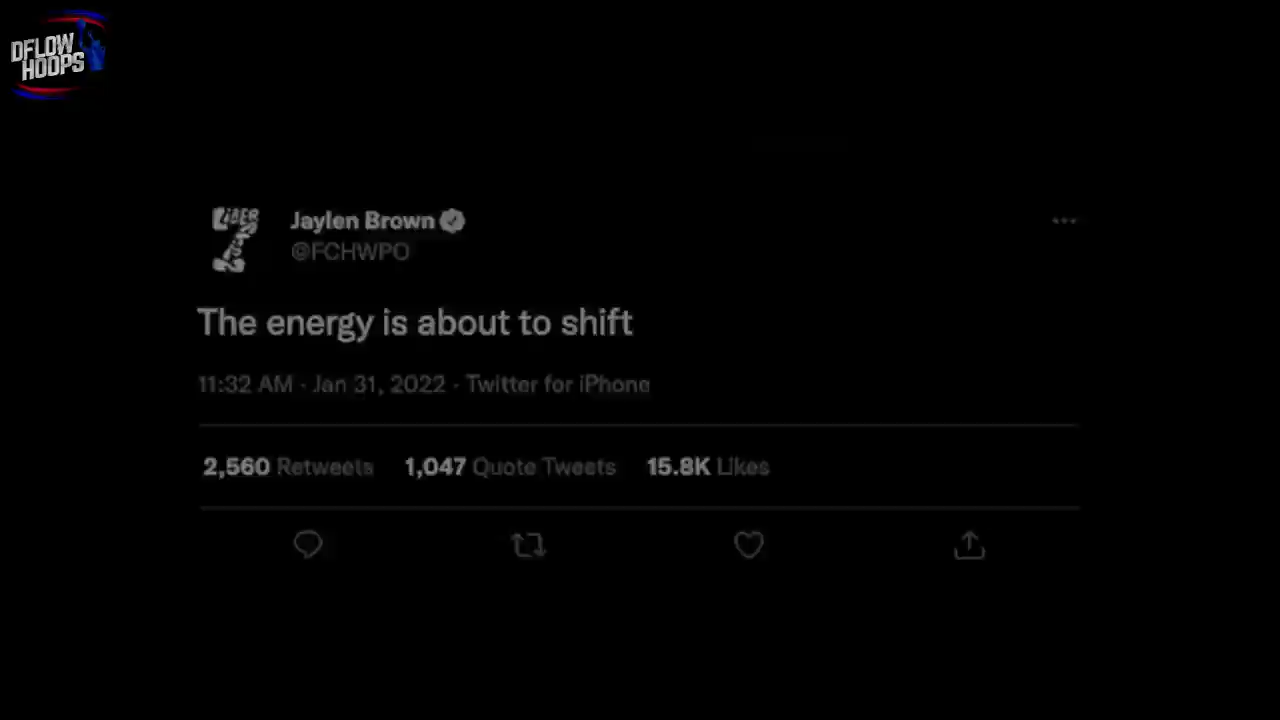 DFLOW
HOOPS
Jaylen Brown
@FCHWPO
The energy is about to shift
11:32 AM · Jan 31, 2022 · Twitter for iPhone
2,560 Retweets 1,047 Quote Tweets 15.8K Likes